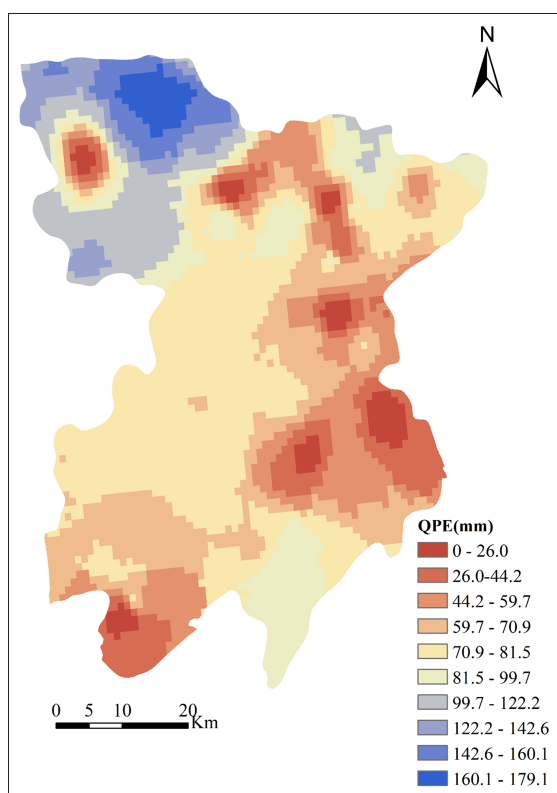 N
QPE(mm)
0 - 26.0
26.0-44.2
44.2 - 59.7
59.7 - 70.9
70.9 - 81.5
81.5 - 99.7
99.7 - 122.2
122.2 - 142.6
142.6 - 160.1
160.1 - 179.1
0 5 10 20
Km